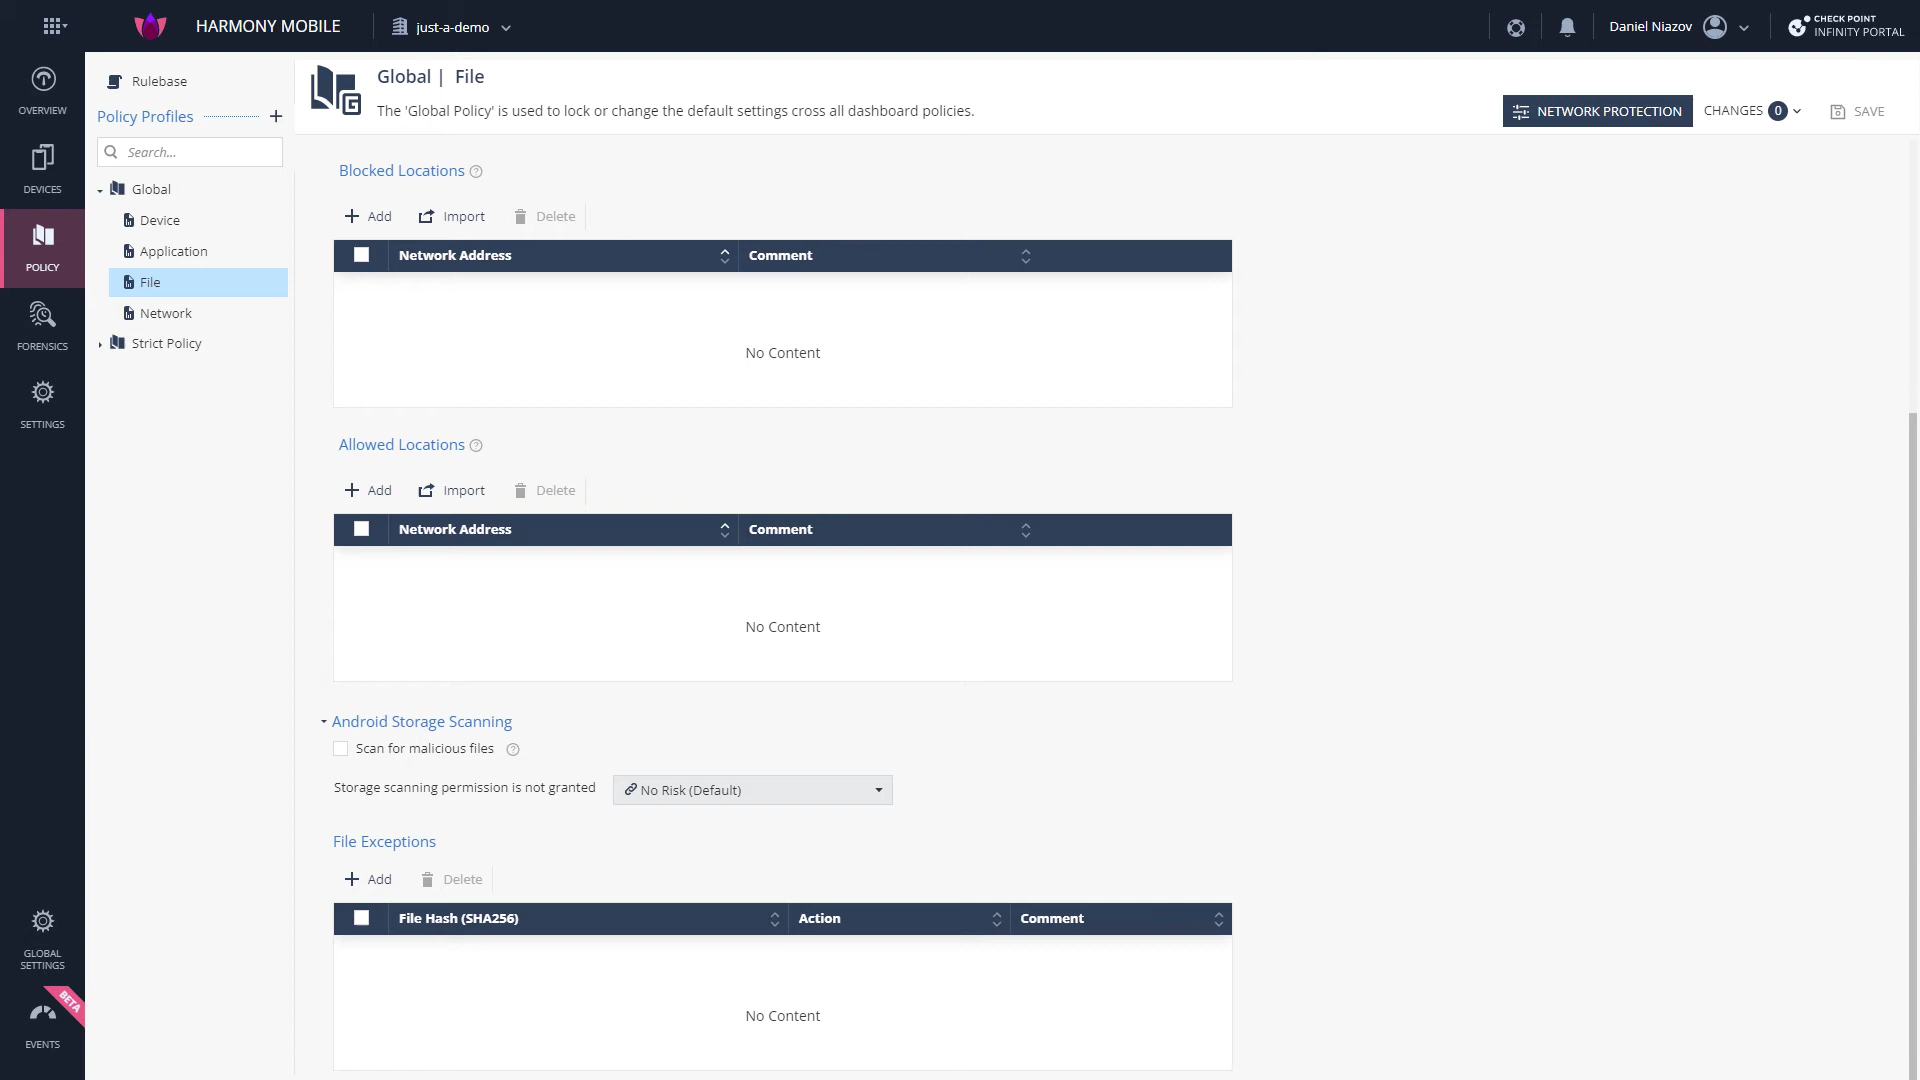 HARMONY MOBILE
just-a-demo
Daniel Niazov
CHECK POINT
INFINITY PORTAL
OVERVIEW
DEVICES
POLICY
FORENSICS
SETTINGS
GLOBAL
SETTINGS
BETA
EVENTS
Rulebase
Policy Profiles
Search...
Global
Device
Application
File
Network
Strict Policy
G
Global | File
The 'Global Policy' is used to lock or change the default settings cross all dashboard policies.
NETWORK PROTECTION
CHANGES 0
SAVE
Blocked Locations ?
Add Import Delete
Network Address Comment
No Content
Allowed Locations ?
Add Import Delete
Network Address Comment
No Content
Android Storage Scanning
Scan for malicious files ?
Storage scanning permission is not granted No Risk (Default)
File Exceptions
Add Delete
File Hash (SHA256) Action Comment
No Content